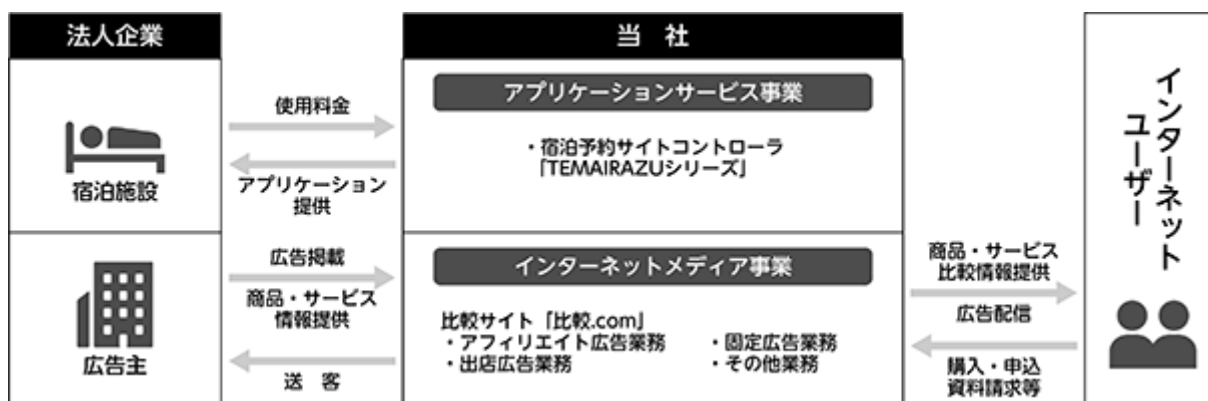 法人企業
宿泊施設
広告主
使用料金
アプリケーション
提供
広告掲載
商品・サービス
情報提供
送 客
当 社
アプリケーションサービス事業
・宿泊予約サイトコントローラ
「TEMAIRAZUシリーズ」
インターネットメディア事業
比較サイト「比較.com」
・アフィリエイト広告業務 ・固定広告業務
・出店広告業務 ・その他業務
商品・サービス
比較情報提供
広告配信
購入・申込
資料請求等
インターネット
ユーザー